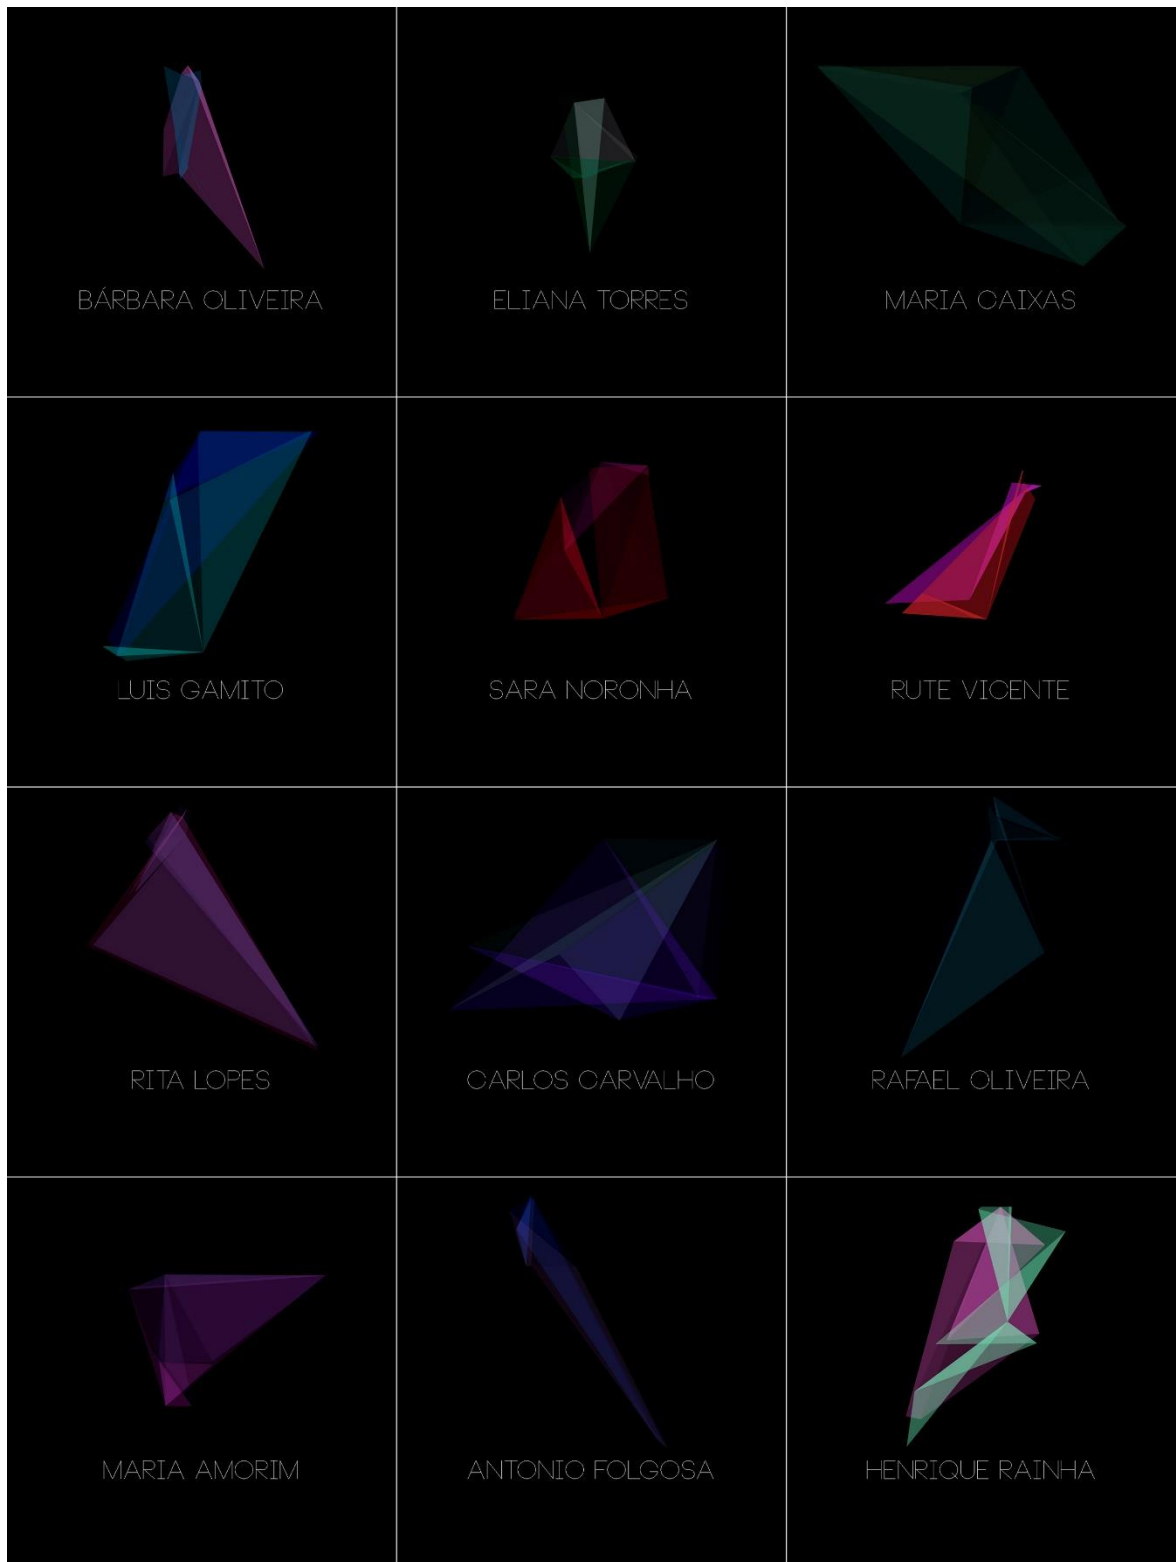 BÁRBARA OLIVEIRA
ELIANA TORRES
MARIA CAIXAS
LUIS GAMITO
SARA NORONHA
RUTE VICENTE
RITA LOPES
CARLOS CARVALHO
RAFAEL OLIVEIRA
MARIA AMORIM
ANTONIO FOLGOSA
HENRIQUE RAINHA